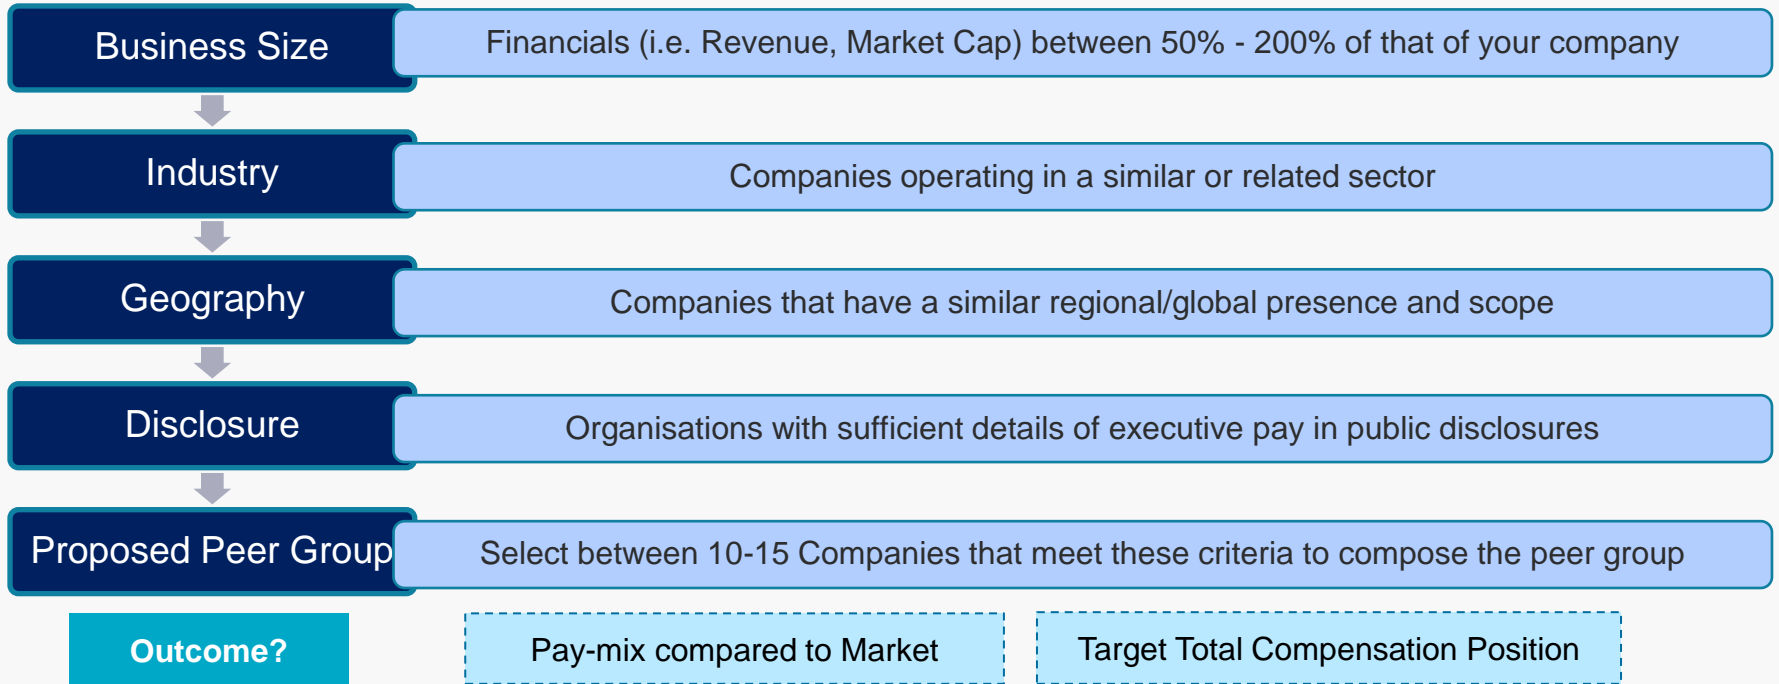 Business Size
Financials (i.e. Revenue, Market Cap) between 50% - 200% of that of your company
Industry
Companies operating in a similar or related sector
Geography
Companies that have a similar regional/global presence and scope
Disclosure
Organisations with sufficient details of executive pay in public disclosures
Proposed Peer Group
Select between 10-15 Companies that meet these criteria to compose the peer group
Outcome?
Pay-mix compared to Market
Target Total Compensation Position